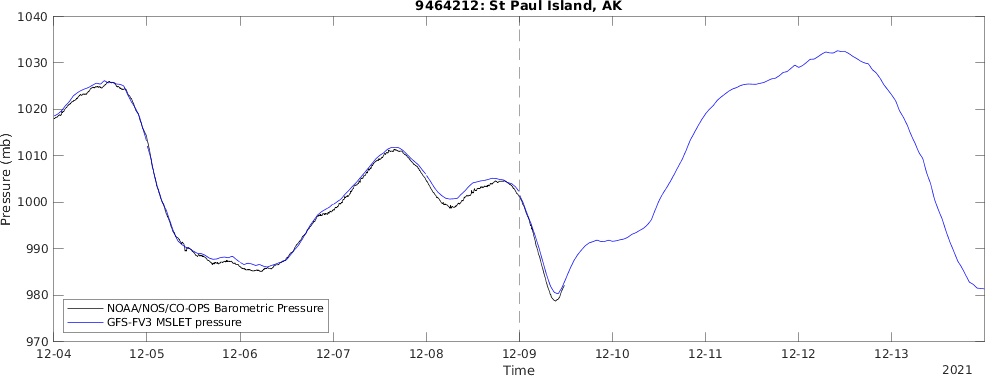 9464212: St Paul Island, AK
Pressure (mb)
1040
1030
1020
1010
1000
990
980
970
NOAA/NOS/CO-OPS Barometric Pressure
GFS-FV3 MSLET pressure
12-04 12-05 12-06 12-07 12-08 12-09 12-10 12-11 12-12 12-13
Time
2021